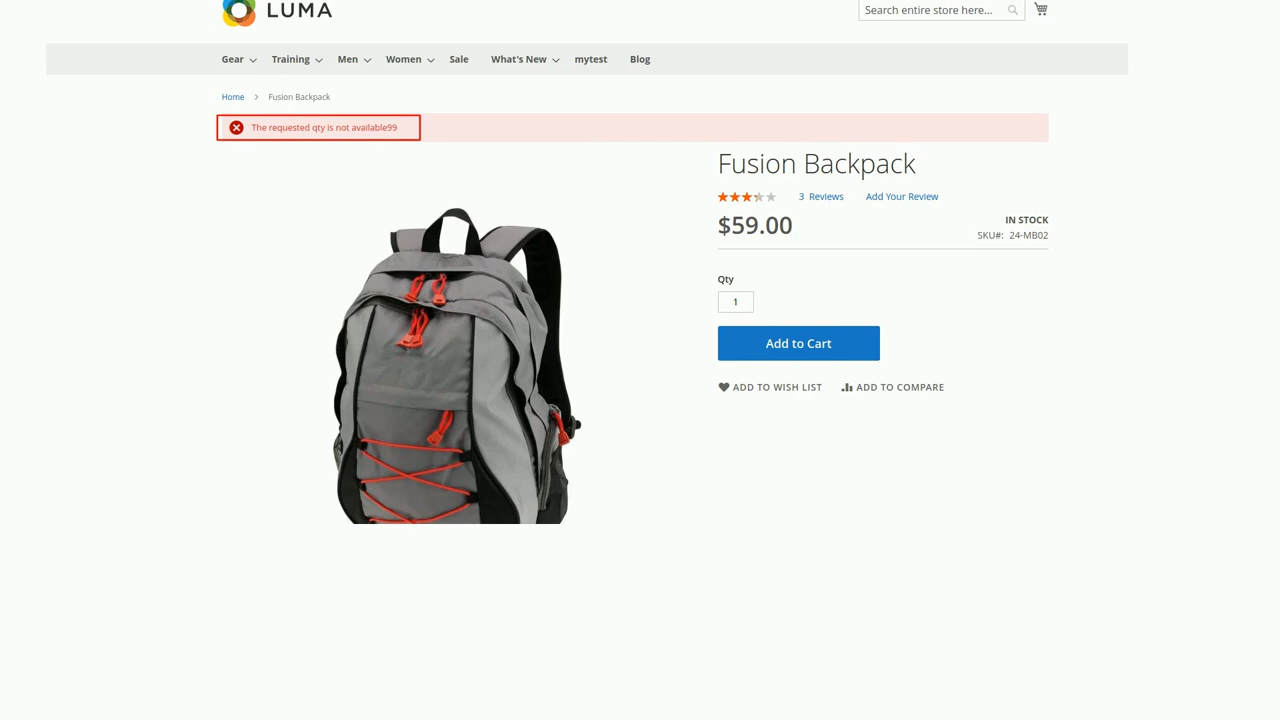 LUMA
Search entire store here...
Gear Training Men Women Sale What's New mytest Blog
Home Fusion Backpack
The requested qty is not available99
Fusion Backpack
3 Reviews Add Your Review
$59.00
IN STOCK
SKU#: 24-MB02
Qty
1
Add to Cart
ADD TO WISH LIST ADD TO COMPARE